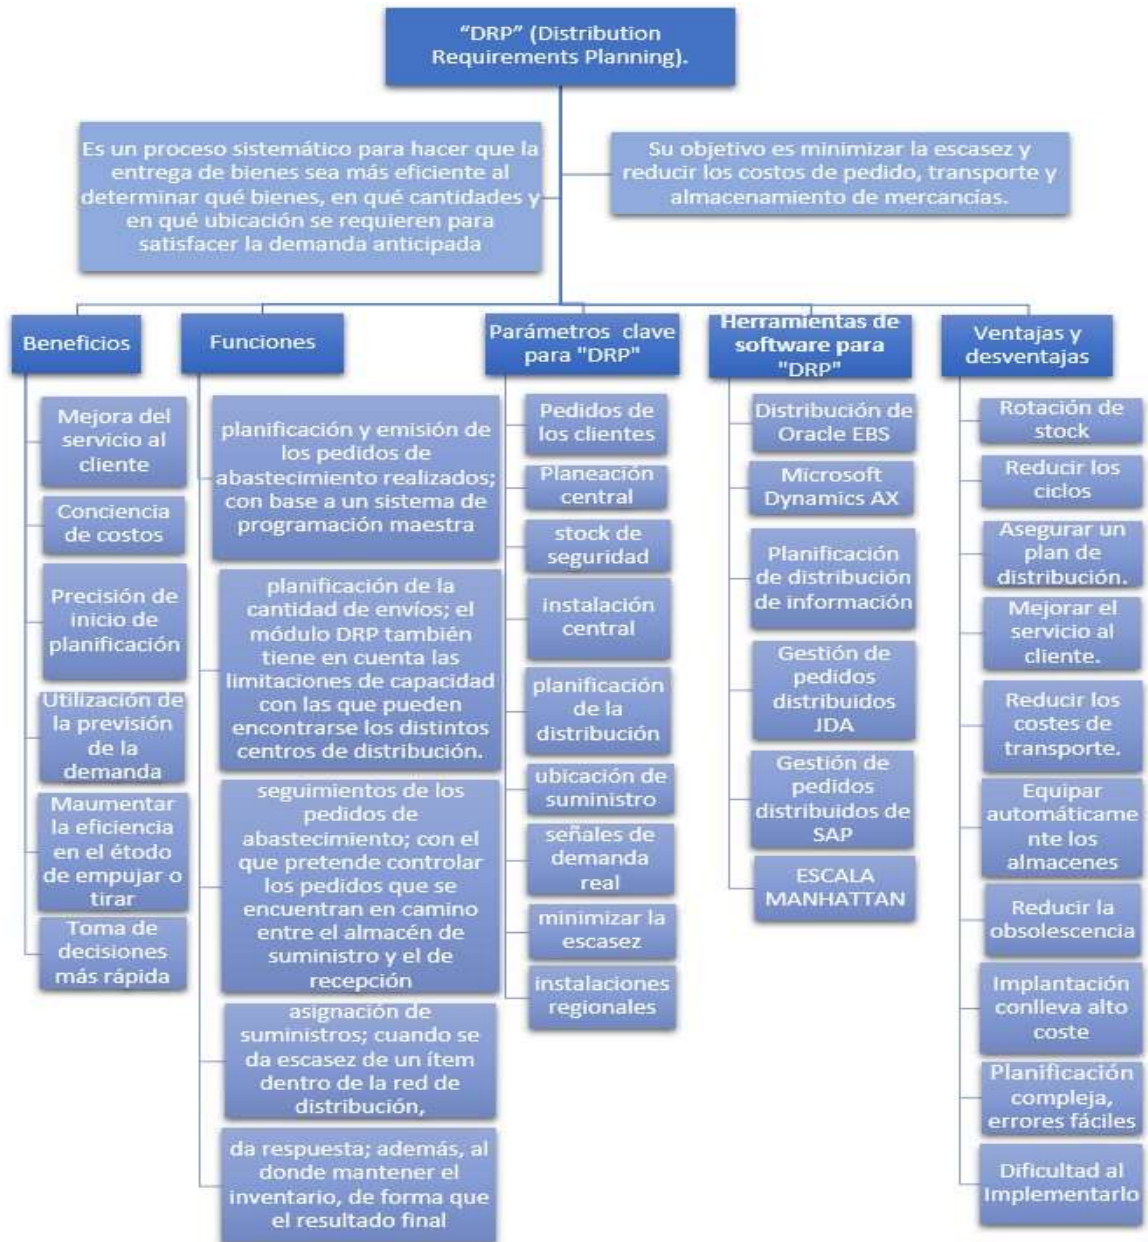 “DRP” (Distribution
Requirements Planning).
Es un proceso sistemático para hacer que la
entrega de bienes sea más eficiente al
determinar qué bienes, en qué cantidades y
en qué ubicación se requieren para
satisfacer la demanda anticipada
Su objetivo es minimizar la escasez y
reducir los costos de pedido, transporte y
almacenamiento de mercancías.
Beneficios
Mejora del
servicio al
cliente
Conciencia
de costos
Precisión de
inicio de
planificación
Utilización de
la previsión
de la
demanda
Maumentar
la eficiencia
en el étodo
de empujar o
tirar
Toma de
decisiones
más rápida
Funciones
planificación y emisión de
los pedidos de
abastecimiento realizados;
con base a un sistema de
programación maestra
planificación de la
cantidad de envíos; el
módulo DRP también
tiene en cuenta las
limitaciones de capacidad
con las que pueden
encontrarse los distintos
centros de distribución.
seguimientos de los
pedidos de
abastecimiento; con el
que pretende controlar
los pedidos que se
encuentran en camino
entre el almacén de
suministro y el de
recepción
asignación de
suministros; cuando se
da escasez de un ítem
dentro de la red de
distribución,
da respuesta; además, al
donde mantener el
inventario, de forma que
el resultado final
Parámetros clave
para "DRP"
Pedidos de
los clientes
Planeación
central
stock de
seguridad
instalación
central
planificación
de la
distribución
ubicación de
suministro
señales de
demanda
real
minimizar la
escasez
instalaciones
regionales
Herramientas de
software para
"DRP"
Distribución de
Oracle EBS
Microsoft
Dynamics AX
Planificación
de distribución
de información
Gestión de
pedidos
distribuidos
JDA
Gestión de
pedidos
distribuidos de
SAP
ESCALA
MANHATTAN
Ventajas y
desventajas
Rotación de
stock
Reducir los
ciclos
Asegurar un
plan de
distribución.
Mejorar el
servicio al
cliente.
Reducir los
costes de
transporte.
Equipar
automáticame
nte los
almacenes
Reducir la
obsolescencia
Implantación
conlleva alto
coste
Planificación
compleja,
errores fáciles
Dificultad al
Implementarlo